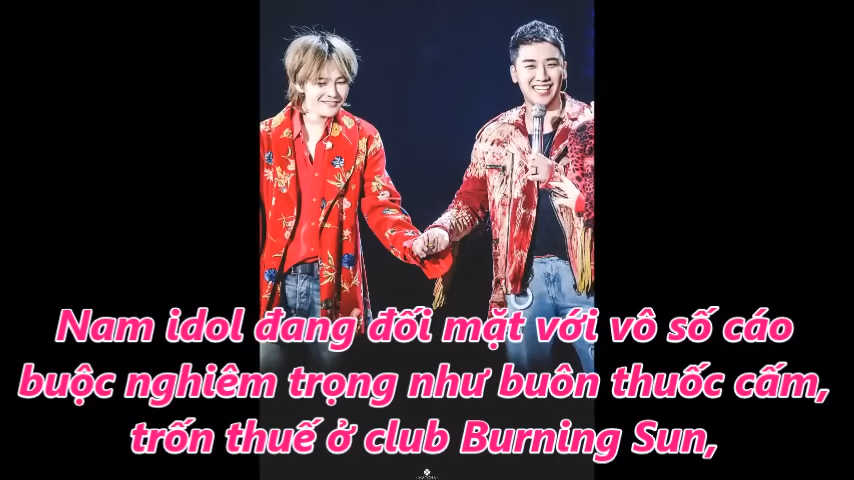 Nam idol đang đối mặt với vô số cáo
buộc nghiêm trọng như buôn thuốc cấm,
trốn thuế ở club Burning Sun,